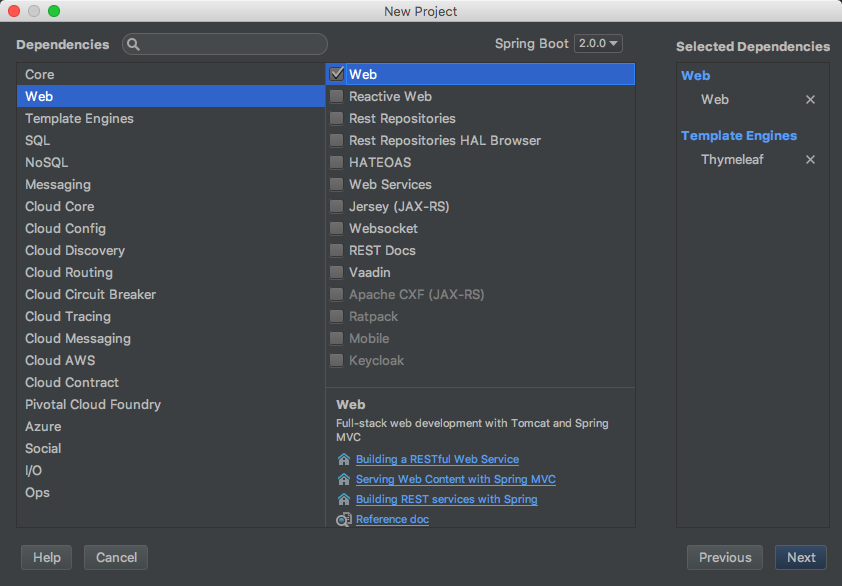 New Project
Dependencies
Spring Boot 2.0.0
Selected Dependencies
Core
Web
Template Engines
SQL
NoSQL
Messaging
Cloud Core
Cloud Config
Cloud Discovery
Cloud Routing
Cloud Circuit Breaker
Cloud Tracing
Cloud Messaging
Cloud AWS
Cloud Contract
Pivotal Cloud Foundry
Azure
Social
I/O
Ops
Web
Reactive Web
Rest Repositories
Rest Repositories HAL Browser
HATEOAS
Web Services
Jersey (JAX-RS)
Websocket
REST Docs
Vaadin
Apache CXF (JAX-RS)
Ratpack
Mobile
Keycloak
Web
Full-stack web development with Tomcat and Spring
MVC
Building a RESTful Web Service
Serving Web Content with Spring MVC
Building REST services with Spring
Reference doc
Web
Web
Template Engines
Thymeleaf
Help
Cancel
Previous
Next